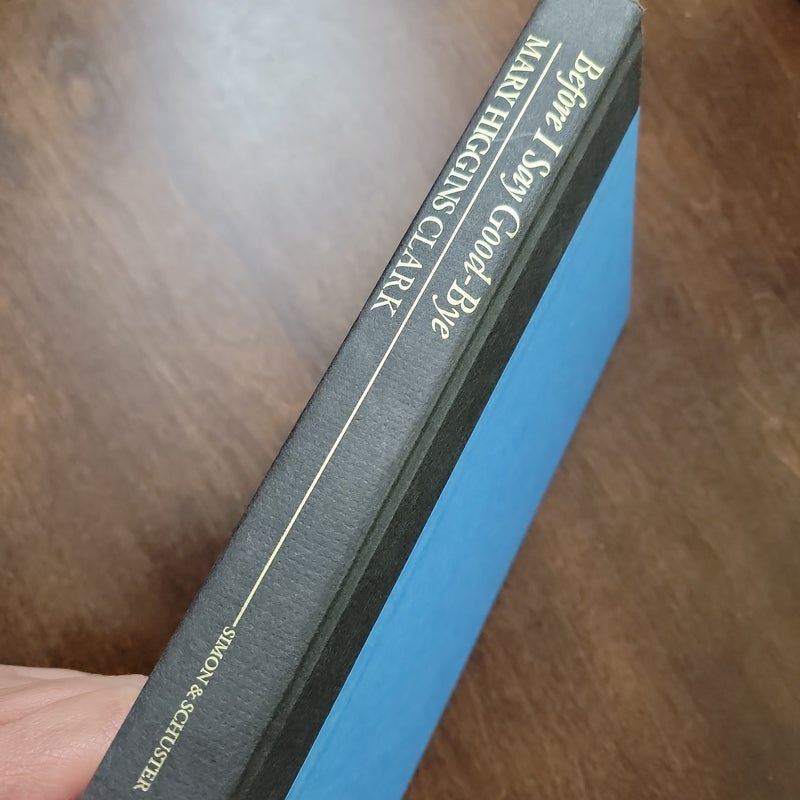 Before I Say Good-Bye
MARY HIGGINS CLARK
SIMON & SCHUSTER